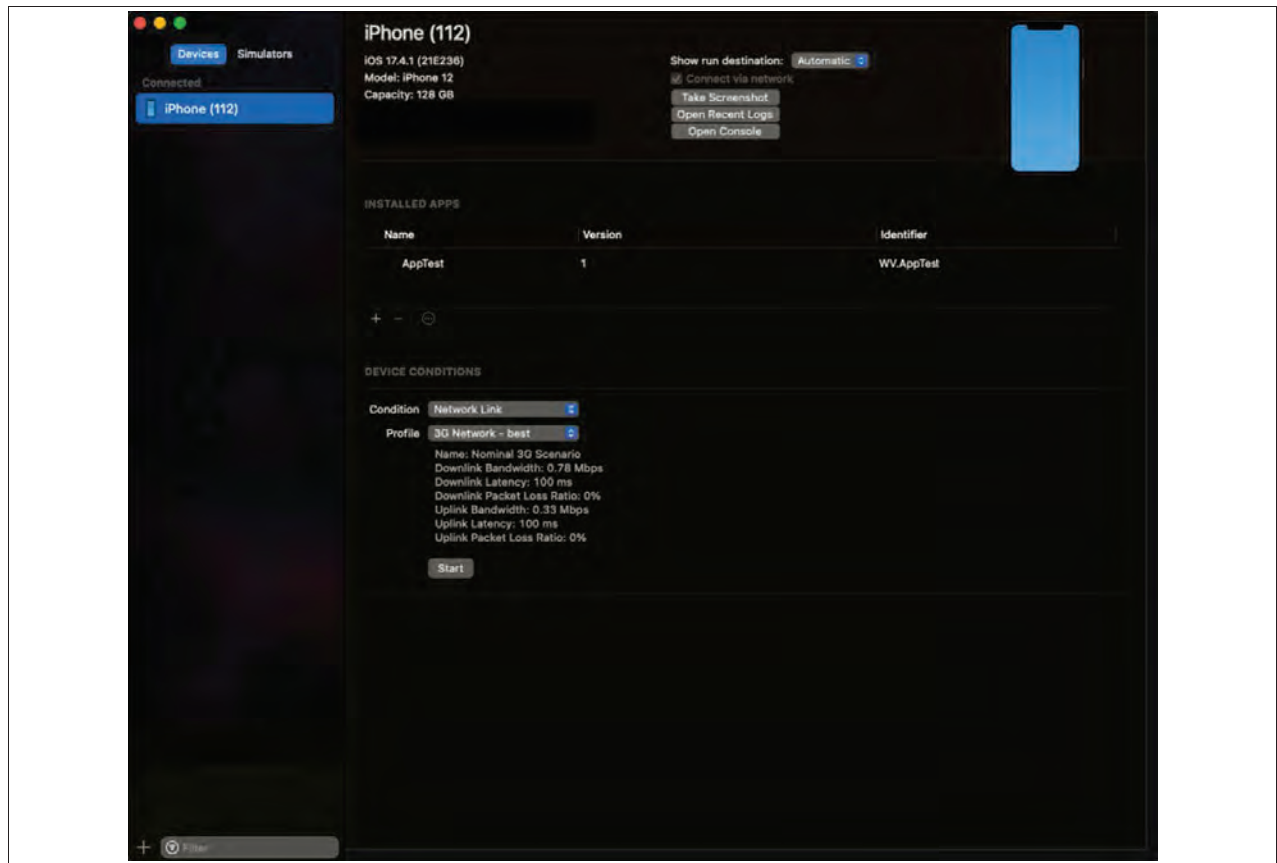 Devices Simulators
Connected
iPhone (112)
iPhone (112)
iOS 17.4.1 (21E236)
Model: iPhone 12
Capacity: 128 GB
Show run destination: Automatic
Connect via network
Take Screenshot
Open Recent Logs
Open Console
INSTALLED APPS
Name Version Identifier
AppTest 1 WV.AppTest
DEVICE CONDITIONS
Condition Network Link
Profile 3G Network - best
Name: Nominal 3G Scenario
Downlink Bandwidth: 0.78 Mbps
Downlink Latency: 100 ms
Downlink Packet Loss Ratio: 0%
Uplink Bandwidth: 0.33 Mbps
Uplink Latency: 100 ms
Uplink Packet Loss Ratio: 0%
Start
Filter